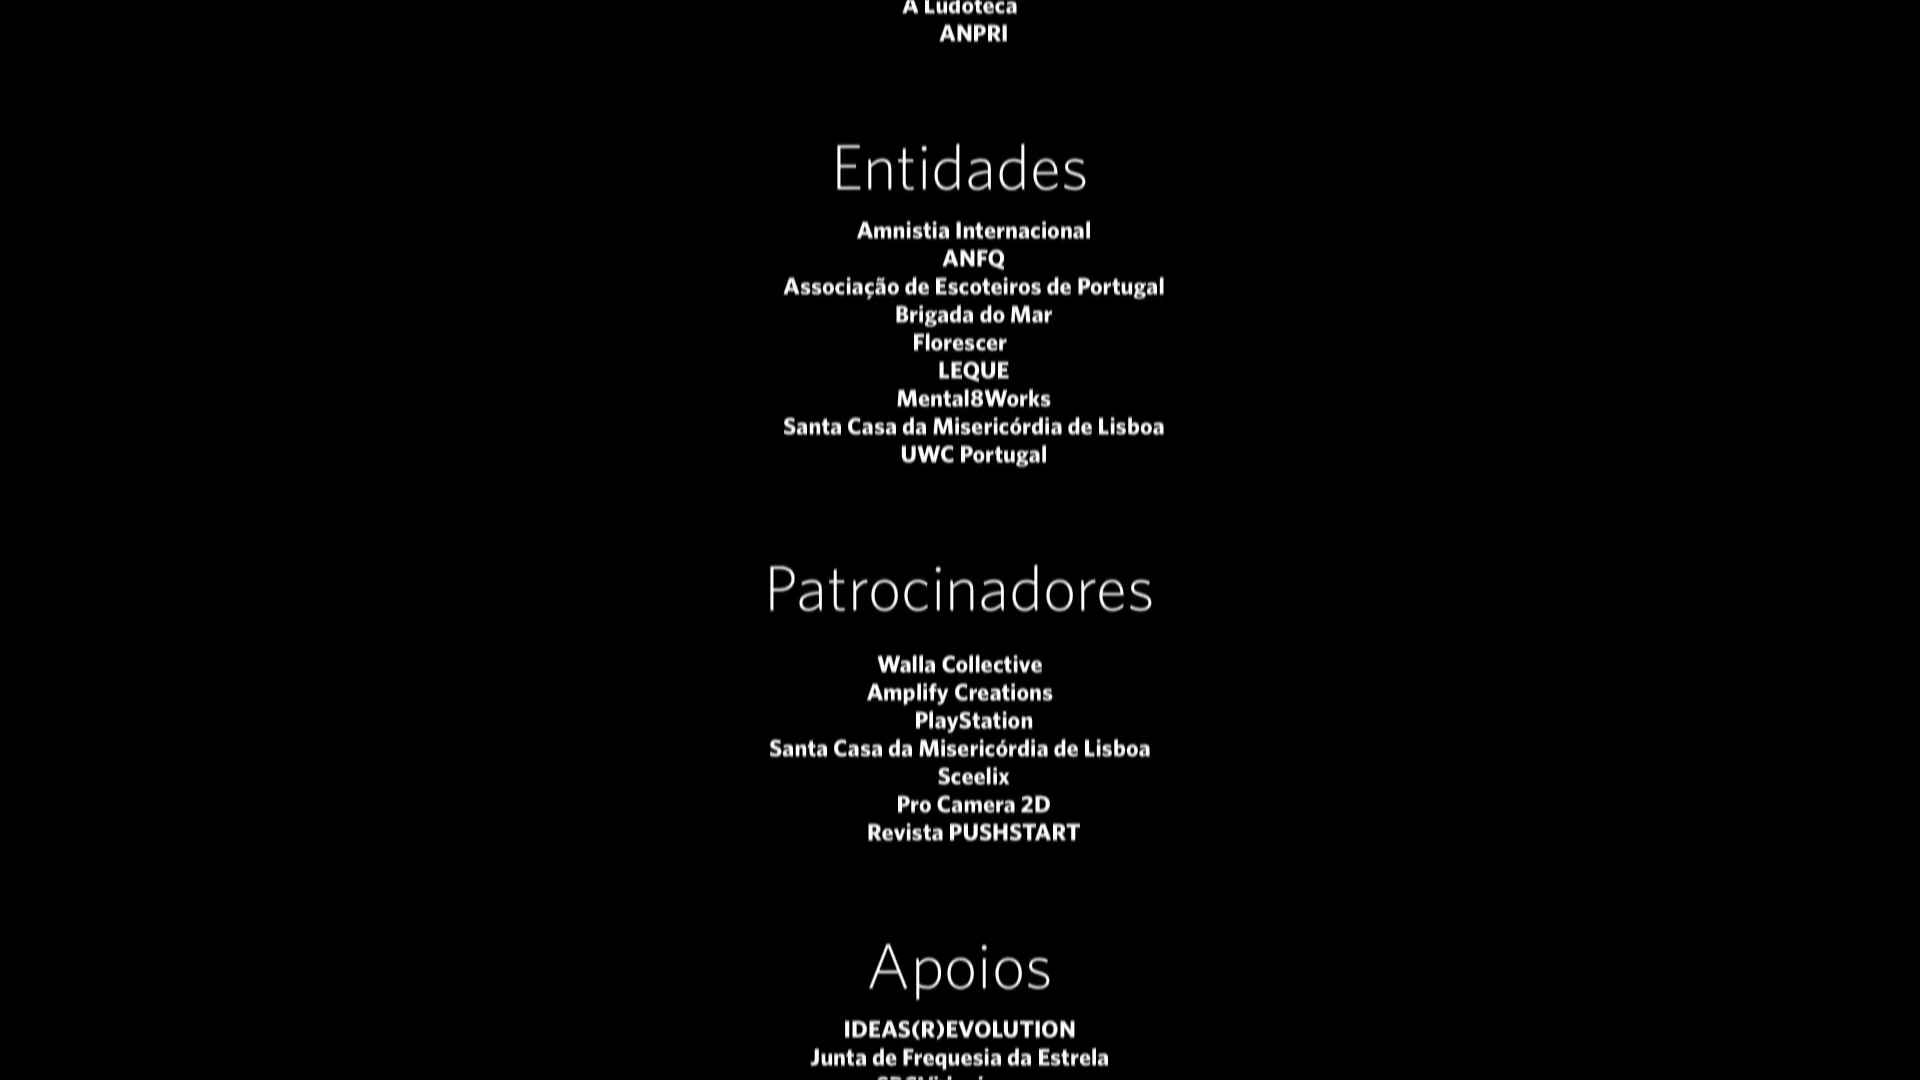 A Ludoteca
ANPRI
Entidades
Amnistia Internacional
ANFQ
Associação de Escoteiros de Portugal
Brigada do Mar
Florescer
LEQUE
Mental8Works
Santa Casa da Misericórdia de Lisboa
UWC Portugal
Patrocinadores
Walla Collective
Amplify Creations
PlayStation
Santa Casa da Misericórdia de Lisboa
Sceelix
Pro Camera 2D
Revista PUSHSTART
Apoios
IDEAS(R)EVOLUTION
Junta de Frequesia da Estrela